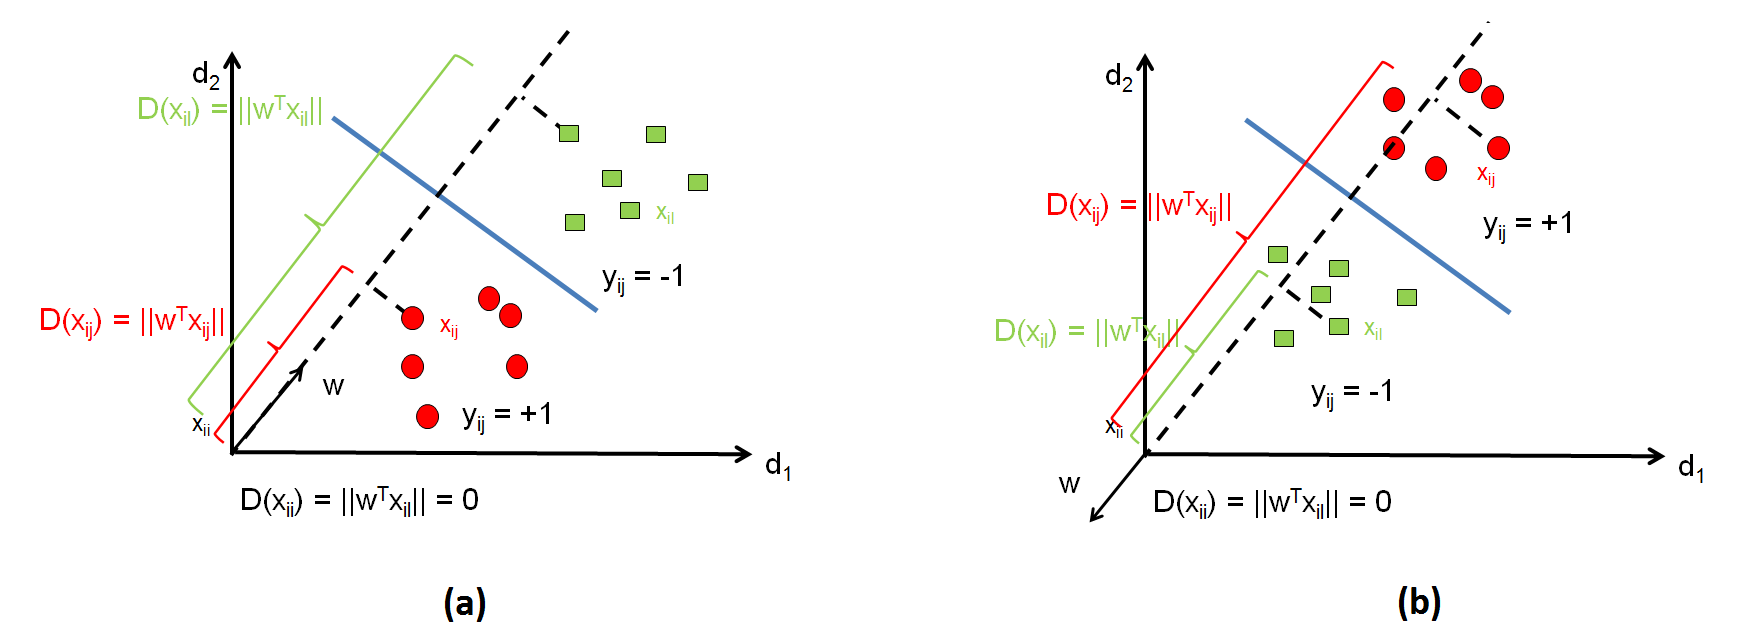 d₂
D(xᵢₗ) = ||wᵀxᵢₗ||
xᵢₗ
yᵢⱼ = -1
D(xᵢⱼ) = ||wᵀxᵢⱼ||
xᵢⱼ
w
xᵢᵢ
yᵢⱼ = +1
d₁
D(xᵢᵢ) = ||wᵀxᵢₗ|| = 0
(a)
d₂
xᵢⱼ
D(xᵢⱼ) = ||wᵀxᵢⱼ||
yᵢⱼ = +1
D(xᵢₗ) = ||wᵀxᵢₗ||
xᵢₗ
yᵢⱼ = -1
xᵢᵢ
d₁
w
D(xᵢᵢ) = ||wᵀxᵢₗ|| = 0
(b)